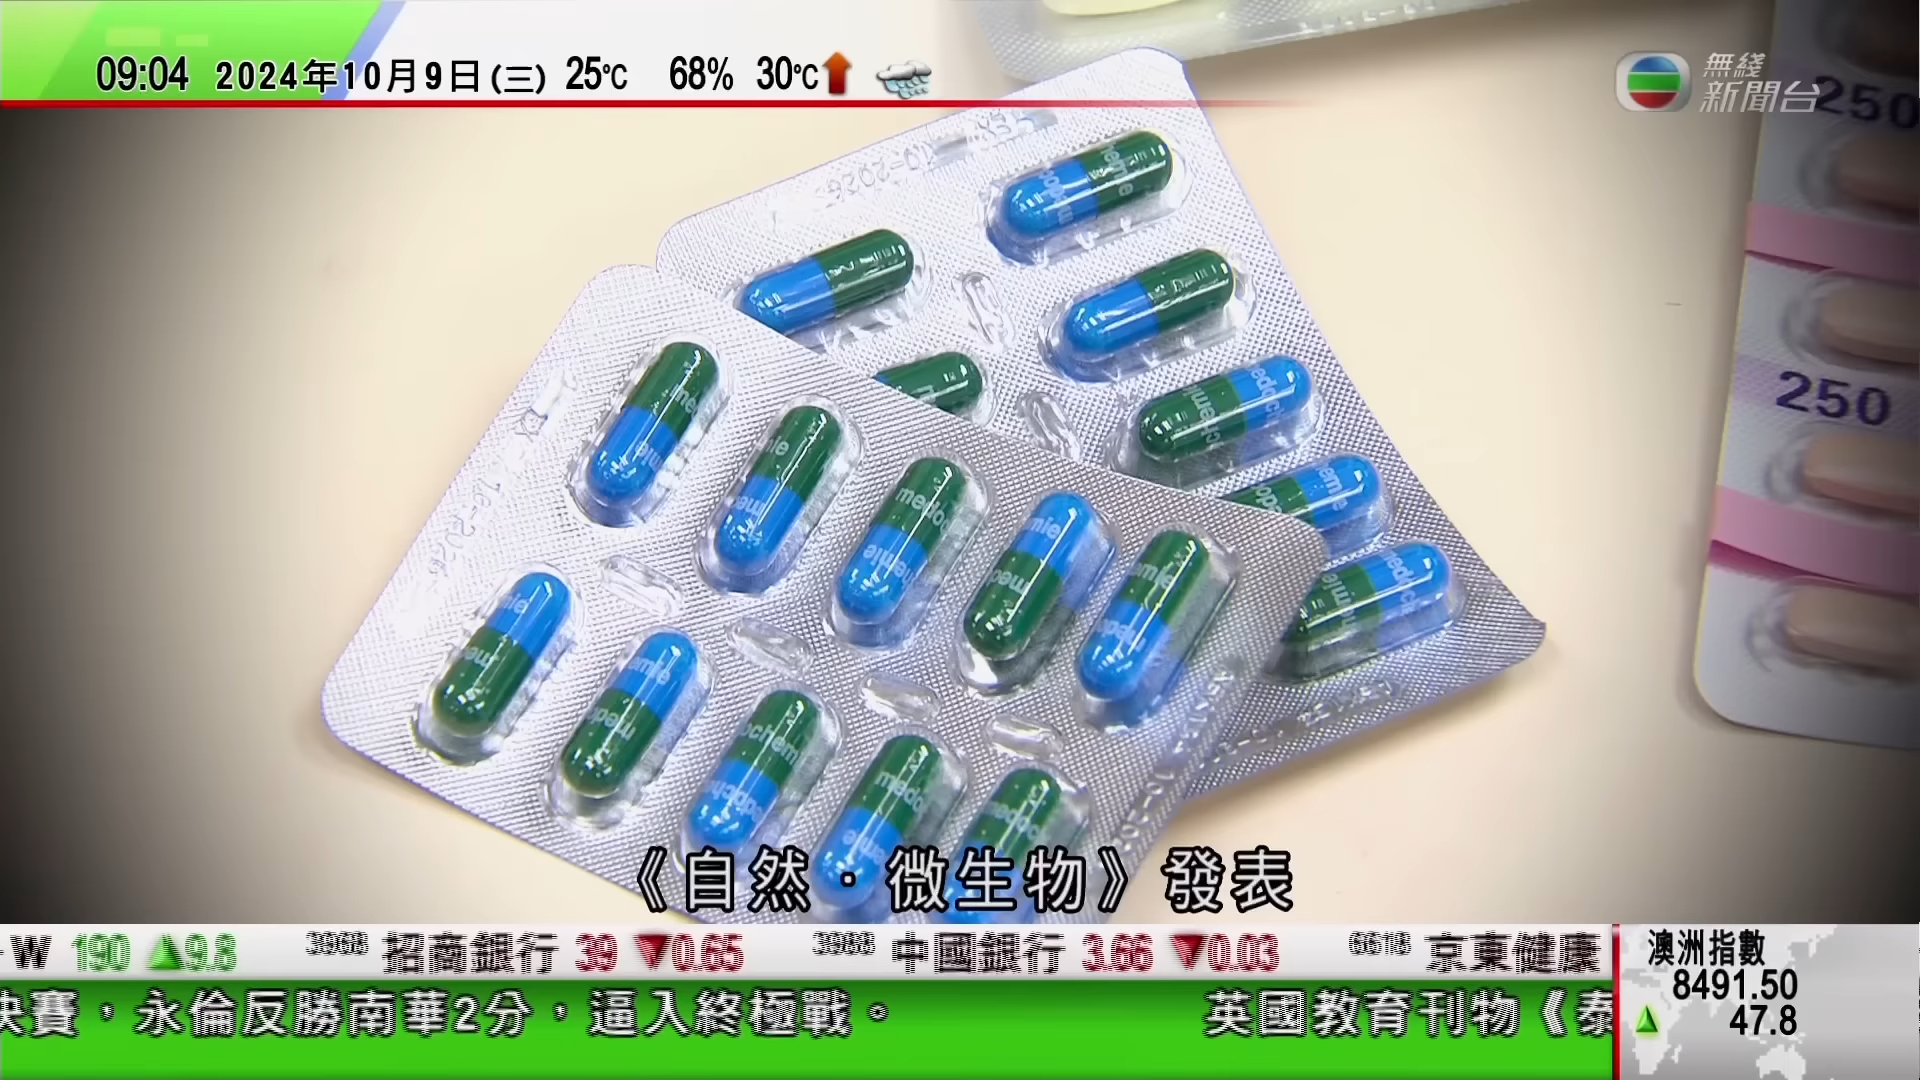 09:04 2024年10月9日(三) 25℃ 68% 30℃
無綫
新聞台
250
250
medo
《自然·微生物》發表
W 190 ▲9.8 3968 招商銀行 39 ▼0.65 3988 中國銀行 3.66 ▼0.03 6618 京東健康
澳洲指數
8491.50
▲ 47.8
決賽，永倫反勝南華2分，逼入終極戰。 英國教育刊物《泰